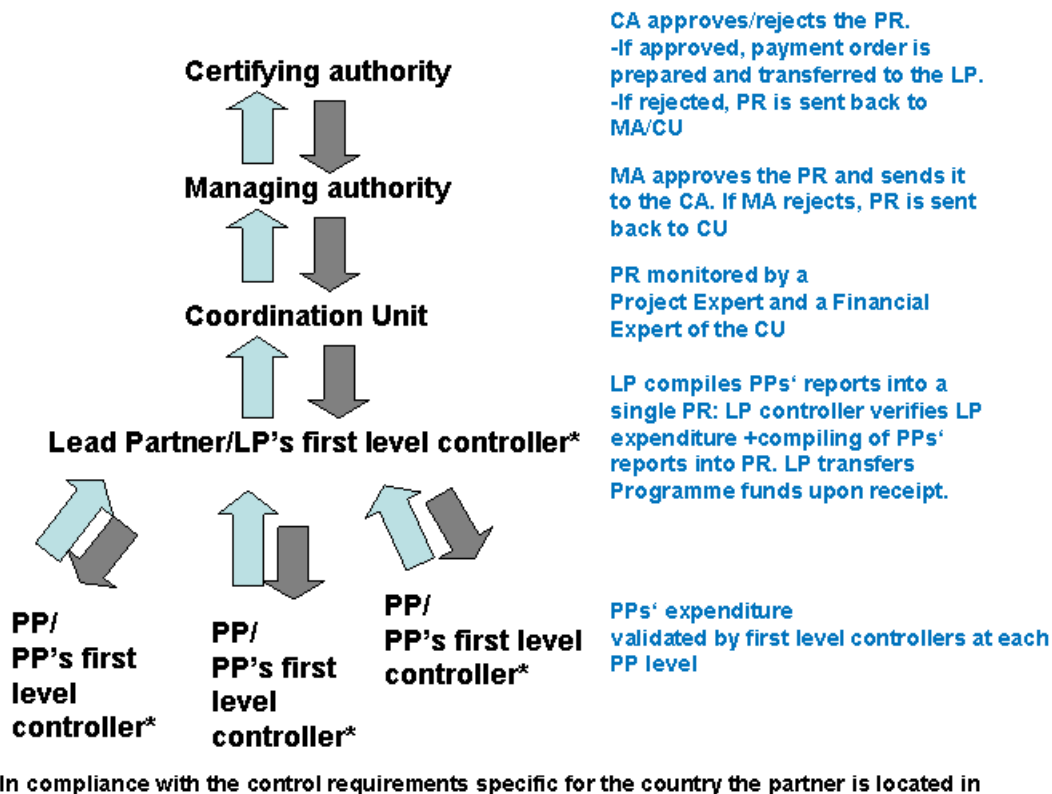 CA approves/rejects the PR.
-If approved, payment order is
prepared and transferred to the LP.
-If rejected, PR is sent back to
MA/CU
Certifying authority
Managing authority
MA approves the PR and sends it
to the CA. If MA rejects, PR is sent
back to CU
PR monitored by a
Project Expert and a Financial
Expert of the CU
Coordination Unit
LP compiles PPs‘ reports into a
single PR: LP controller verifies LP
expenditure +compiling of PPs‘
reports into PR. LP transfers
Programme funds upon receipt.
Lead Partner/LP’s first level controller*
PP/
PP’s first
level
controller*
PP/
PP’s first
level
controller*
PP/
PP’s first level
controller*
PPs‘ expenditure
validated by first level controllers at each
PP level
In compliance with the control requirements specific for the country the partner is located in